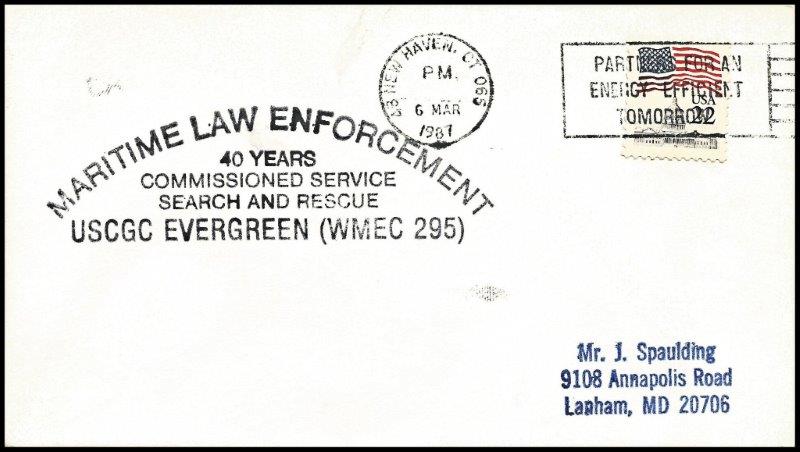 NEW HAVEN, CT 065
PM
6 MAR
1987
PARTNERS FOR AN
ENERGY EFFICIENT
TOMORROW
USA
22
MARITIME LAW ENFORCEMENT
40 YEARS
COMMISSIONED SERVICE
SEARCH AND RESCUE
USCGC EVERGREEN (WMEC 295)
Mr. J. Spaulding
9108 Annapolis Road
Lanham, MD 20706